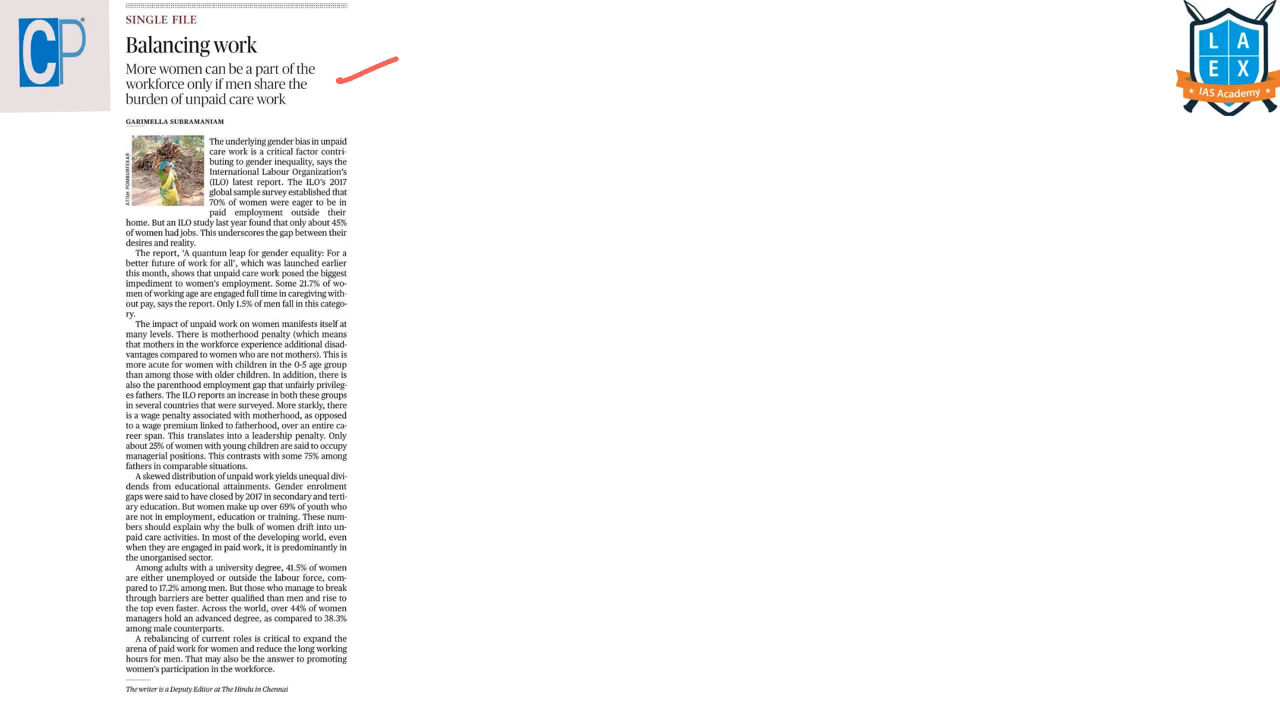 CP
SINGLE FILE
Balancing work
More women can be a part of the
workforce only if men share the
burden of unpaid care work
GARIMELLA SUBRAMANIAM
The underlying gender bias in unpaid
care work is a critical factor contri-
buting to gender inequality, says the
International Labour Organization's
(ILO) latest report. The ILO's 2017
global sample survey established that
70% of women were eager to be in
paid employment outside their
home. But an ILO study last year found that only about 45%
of women had jobs. This underscores the gap between their
desires and reality.
The report, 'A quantum leap for gender equality: For a
better future of work for all', which was launched earlier
this month, shows that unpaid care work posed the biggest
impediment to women's employment. Some 21.7% of wo-
men of working age are engaged full time in caregiving with-
out pay, says the report. Only 1.5% of men fall in this catego-
ry.
The impact of unpaid work on women manifests itself at
many levels. There is motherhood penalty (which means
that mothers in the workforce experience additional disad-
vantages compared to women who are not mothers). This is
more acute for women with children in the 0-5 age group
than among those with older children. In addition, there is
also the parenthood employment gap that unfairly privileg-
es fathers. The ILO reports an increase in both these groups
in several countries that were surveyed. More starkly, there
is a wage penalty associated with motherhood, as opposed
to a wage premium linked to fatherhood, over an entire ca-
reer span. This translates into a leadership penalty. Only
about 25% of women with young children are said to occupy
managerial positions. This contrasts with some 75% among
fathers in comparable situations.
A skewed distribution of unpaid work yields unequal divi-
dends from educational attainments. Gender enrolment
gaps were said to have closed by 2017 in secondary and terti-
ary education. But women make up over 69% of youth who
are not in employment, education or training. These num-
bers should explain why the bulk of women drift into un-
paid care activities. In most of the developing world, even
when they are engaged in paid work, it is predominantly in
the unorganised sector.
Among adults with a university degree, 41.5% of women
are either unemployed or outside the labour force, com-
pared to 17.2% among men. But those who manage to break
through barriers are better qualified than men and rise to
the top even faster. Across the world, over 44% of women
managers hold an advanced degree, as compared to 38.3%
among male counterparts.
A rebalancing of current roles is critical to expand the
arena of paid work for women and reduce the long working
hours for men. That may also be the answer to promoting
women's participation in the workforce.
The writer is a Deputy Editor at The Hindu in Chennai
L A
E X
IAS Academy